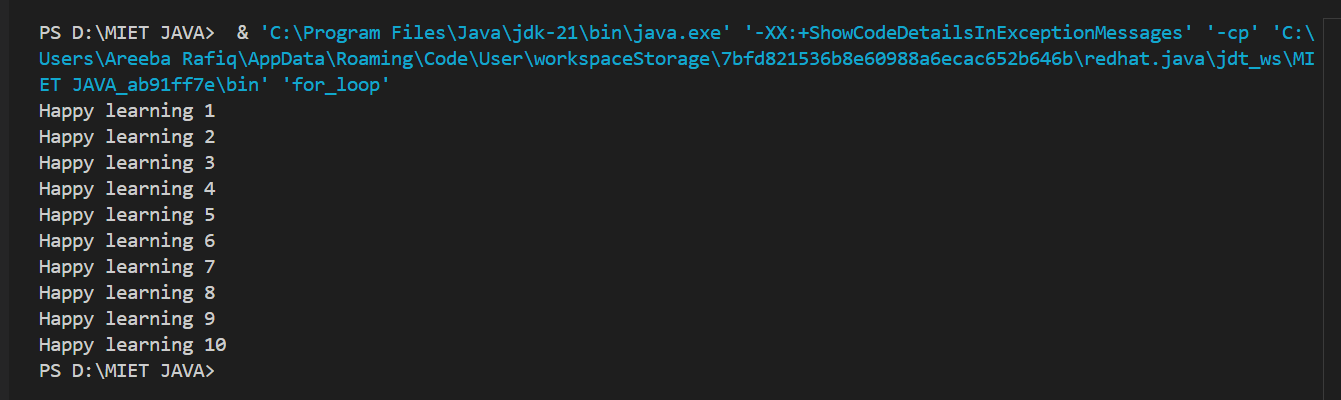 PS D:\MIET JAVA>  & 'C:\Program Files\Java\jdk-21\bin\java.exe' '-XX:+ShowCodeDetailsInExceptionMessages' '-cp' 'C:\
Users\Areeba Rafiq\AppData\Roaming\Code\User\workspaceStorage\7bfd821536b8e60988a6ecac652b646b\redhat.java\jdt_ws\MI
ET JAVA_ab91ff7e\bin' 'for_loop'
Happy learning 1
Happy learning 2
Happy learning 3
Happy learning 4
Happy learning 5
Happy learning 6
Happy learning 7
Happy learning 8
Happy learning 9
Happy learning 10
PS D:\MIET JAVA>